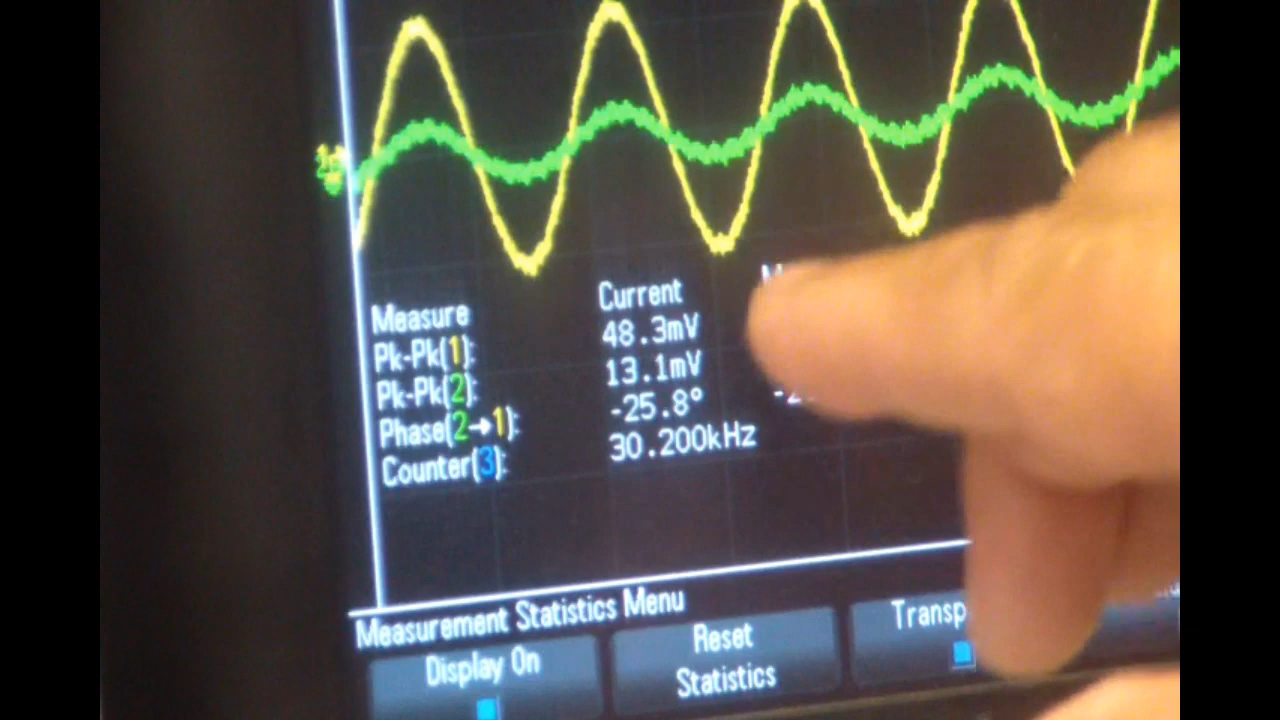 Measure Current
Pk-Pk(1): 48.3mV
Pk-Pk(2): 13.1mV
Phase(2→1): -25.8°
Counter(3): 30.200kHz
Measurement Statistics Menu
Display On
Reset
Statistics
Transp